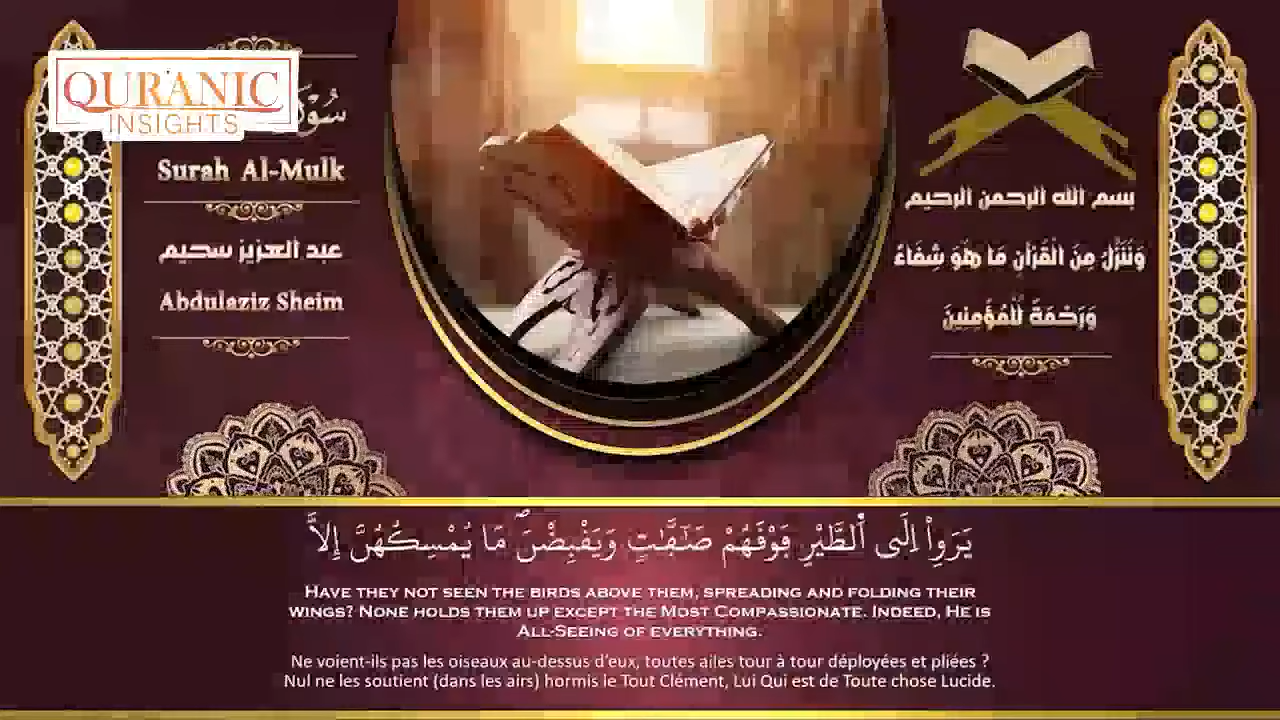 QURANIC
INSIGHTS
Surah Al-Mulk
عبد العزيز سحيم
Abdulaziz Sheim
بسم الله الرحمن الرحيم
وَنُنَزِّلُ مِنَ الْقُرْآنِ مَا هُوَ شِفَاءٌ
وَرَحْمَةٌ لِلْمُؤْمِنِينَ
يَرَوِاْ اِلَى اَ۬لطَّيْرِ فَوْقَهُمْ صَٰٓفَّٰتٖ وَيَقْبِضْنَۖ مَا يُمْسِكُهُنَّ إِلَّا
HAVE THEY NOT SEEN THE BIRDS ABOVE THEM, SPREADING AND FOLDING THEIR
WINGS? NONE HOLDS THEM UP EXCEPT THE MOST COMPASSIONATE. INDEED, HE IS
ALL-SEEING OF EVERYTHING.
Ne voient-ils pas les oiseaux au-dessus d'eux, toutes ailes tour à tour déployées et pliées ?
Nul ne les soutient (dans les airs) hormis le Tout Clément, Lui Qui est de Toute chose Lucide.